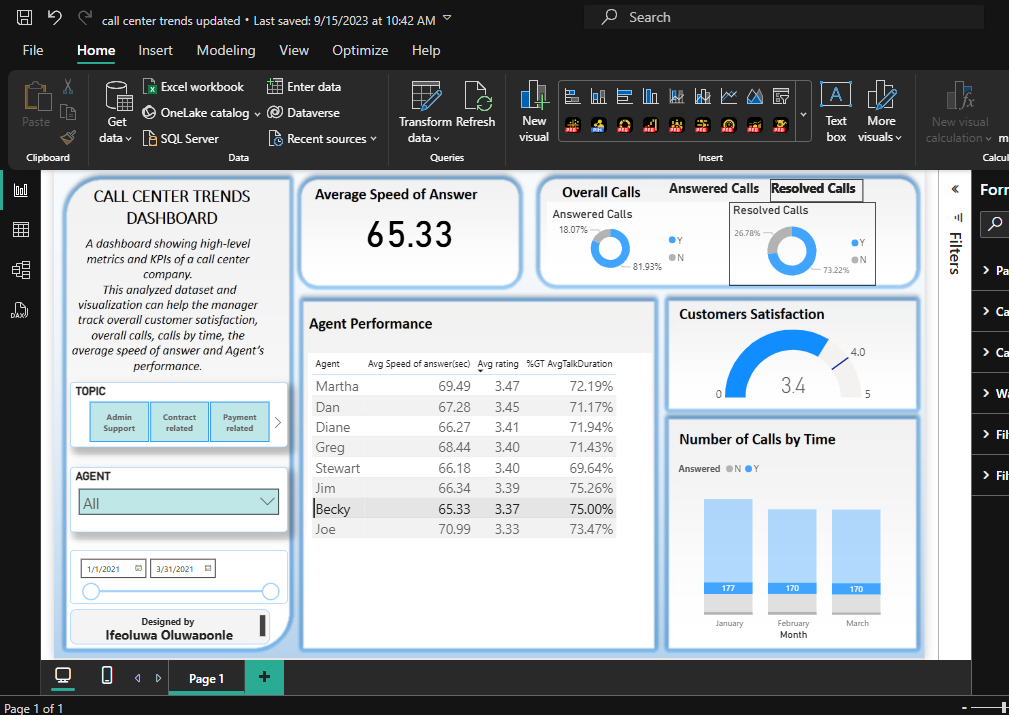 call center trends updated • Last saved: 9/15/2023 at 10:42 AM
Search
File Home Insert Modeling View Optimize Help
Paste
Clipboard
Get data
Excel workbook
OneLake catalog
SQL Server
Enter data
Dataverse
Recent sources
Data
Transform data
Refresh
Queries
New visual
Text box
More visuals
Insert
New visual calculation
m
Calcul
CALL CENTER TRENDS
DASHBOARD
A dashboard showing high-level
metrics and KPIs of a call center
company.
This analyzed dataset and
visualization can help the manager
track overall customer satisfaction,
overall calls, calls by time, the
average speed of answer and Agent's
performance.
TOPIC
Admin Support
Contract related
Payment related
AGENT
All
1/1/2021 3/31/2021
Designed by
Ifeoluwa Oluwaponle
Average Speed of Answer
65.33
Overall Calls Answered Calls Resolved Calls
Answered Calls
18.07%
81.93%
Y
N
Resolved Calls
26.78%
73.22%
Y
N
Agent Performance
Agent Avg Speed of answer(sec) Avg rating %GT AvgTalkDuration
Martha 69.49 3.47 72.19%
Dan 67.28 3.45 71.17%
Diane 66.27 3.41 71.94%
Greg 68.44 3.40 71.43%
Stewart 66.18 3.40 69.64%
Jim 66.34 3.39 75.26%
Becky 65.33 3.37 75.00%
Joe 70.99 3.33 73.47%
Customers Satisfaction
4.0
0 3.4 5
Number of Calls by Time
Answered N Y
177 170 170
January February March
Month
Filters
Forn
Pa
Ca
Ca
Wa
Fil
Fil
Page 1
Page 1 of 1